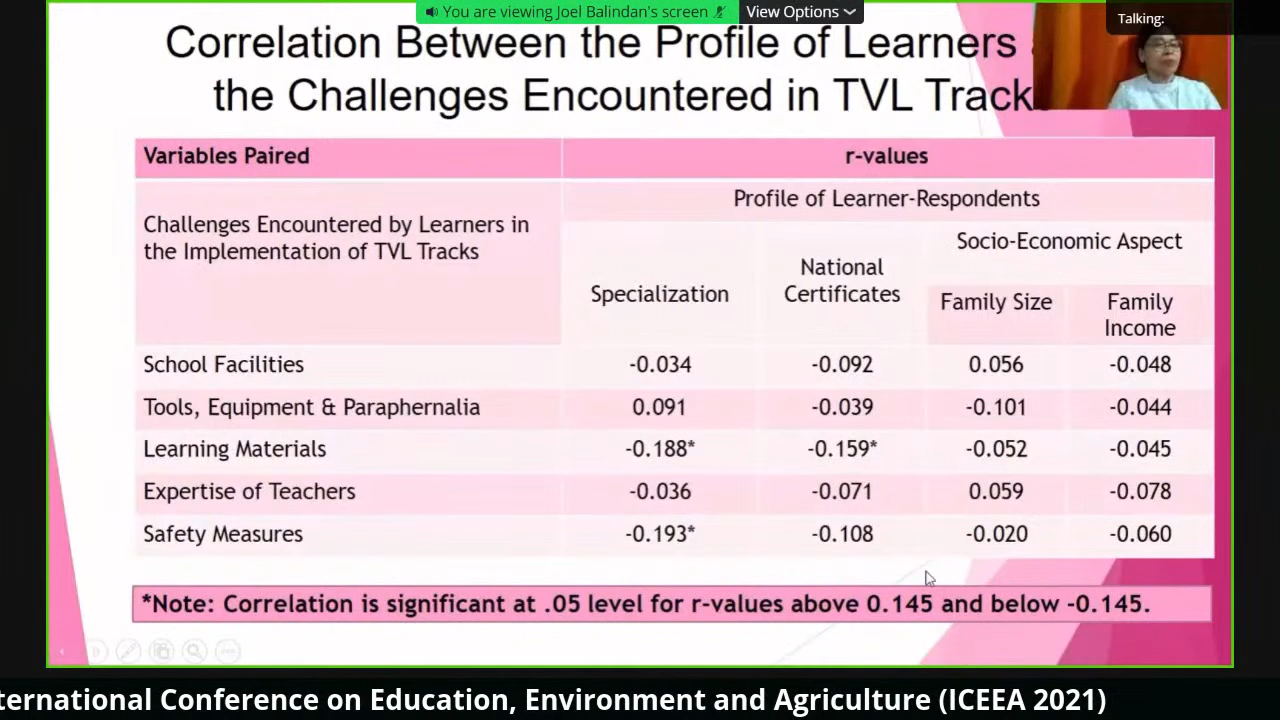 You are viewing Joel Balindan's screen
View Options
Talking:
Correlation Between the Profile of Learners
the Challenges Encountered in TVL Track
Variables Paired
r-values
Challenges Encountered by Learners in
the Implementation of TVL Tracks
Profile of Learner-Respondents
Specialization
National
Certificates
Socio-Economic Aspect
Family Size
Family
Income
School Facilities -0.034 -0.092 0.056 -0.048
Tools, Equipment & Paraphernalia 0.091 -0.039 -0.101 -0.044
Learning Materials -0.188* -0.159* -0.052 -0.045
Expertise of Teachers -0.036 -0.071 0.059 -0.078
Safety Measures -0.193* -0.108 -0.020 -0.060
*Note: Correlation is significant at .05 level for r-values above 0.145 and below -0.145.
ternational Conference on Education, Environment and Agriculture (ICEEA 2021)